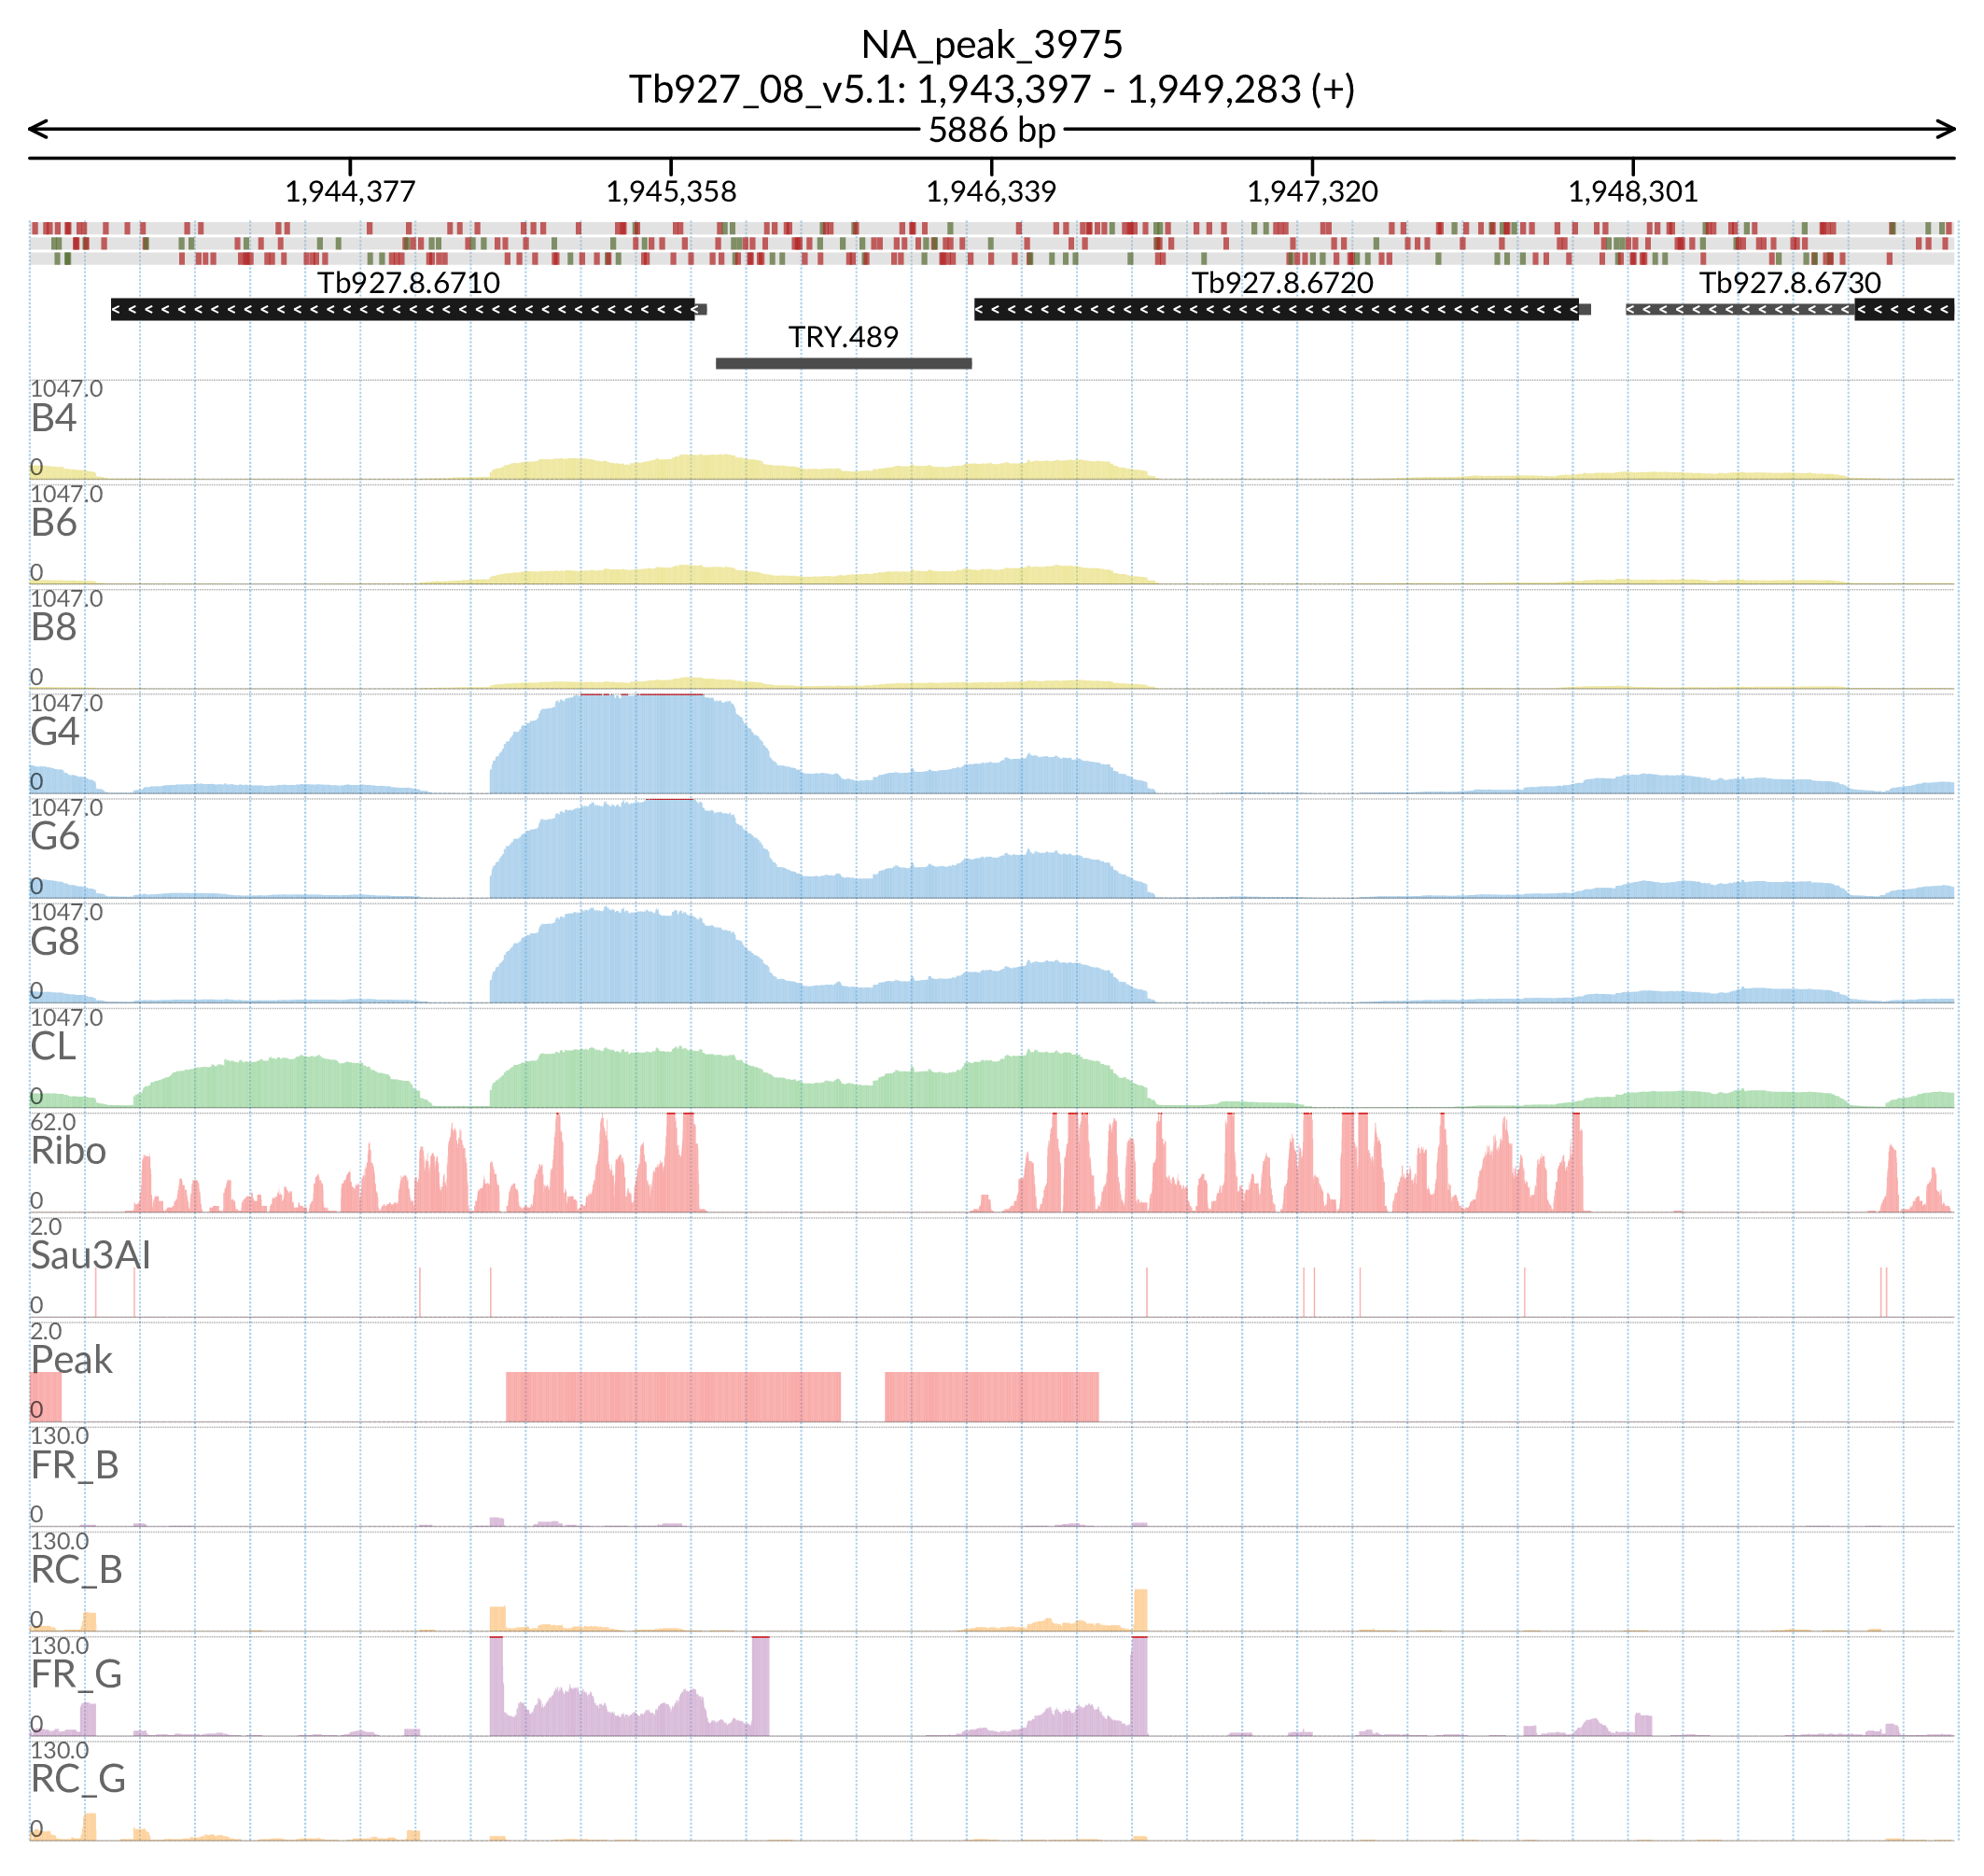 NA_peak_3975
Tb927_08_v5.1: 1,943,397 - 1,949,283 (+)
5886 bp
1,944,377 1,945,358 1,946,339 1,947,320 1,948,301
Tb927.8.6710 Tb927.8.6720 Tb927.8.6730
TRY.489
1047.0
B4
0
1047.0
B6
0
1047.0
B8
0
1047.0
G4
0
1047.0
G6
0
1047.0
G8
0
1047.0
CL
0
62.0
Ribo
0
2.0
Sau3AI
0
2.0
Peak
0
130.0
FR_B
0
130.0
RC_B
0
130.0
FR_G
0
130.0
RC_G
0